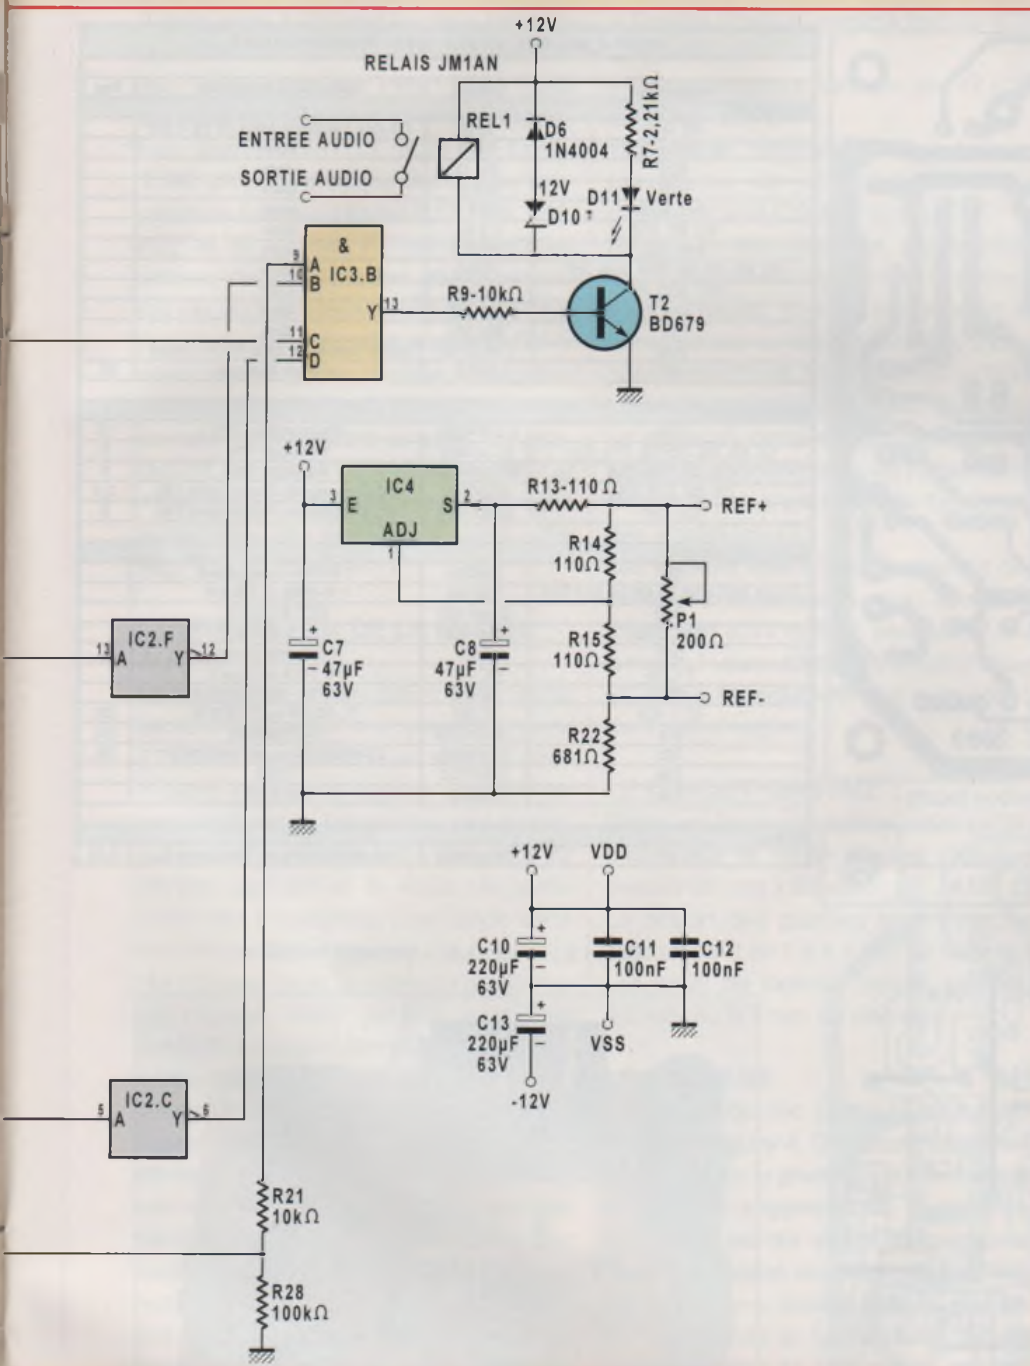 +12V
RELAIS JM1AN
REL1
D6
1N4004
R7-2,21kΩ
ENTREE AUDIO
SORTIE AUDIO
12V
D10
D11
Verte
&
IC3.B
9
A
10
B
11
C
12
D
Y
13
R9-10kΩ
T2
BD679
+12V
3
E
IC4
S
2
ADJ
1
R13-110Ω
REF+
R14
110Ω
P1
200Ω
R15
110Ω
REF-
R22
681Ω
+
C7
47µF
63V
−
+
C8
47µF
63V
−
13
A
IC2.F
Y
12
+12V
VDD
+
C10
220µF
63V
−
C11
100nF
C12
100nF
+
C13
220µF
63V
−
VSS
-12V
5
A
IC2.C
Y
6
R21
10kΩ
R28
100kΩ